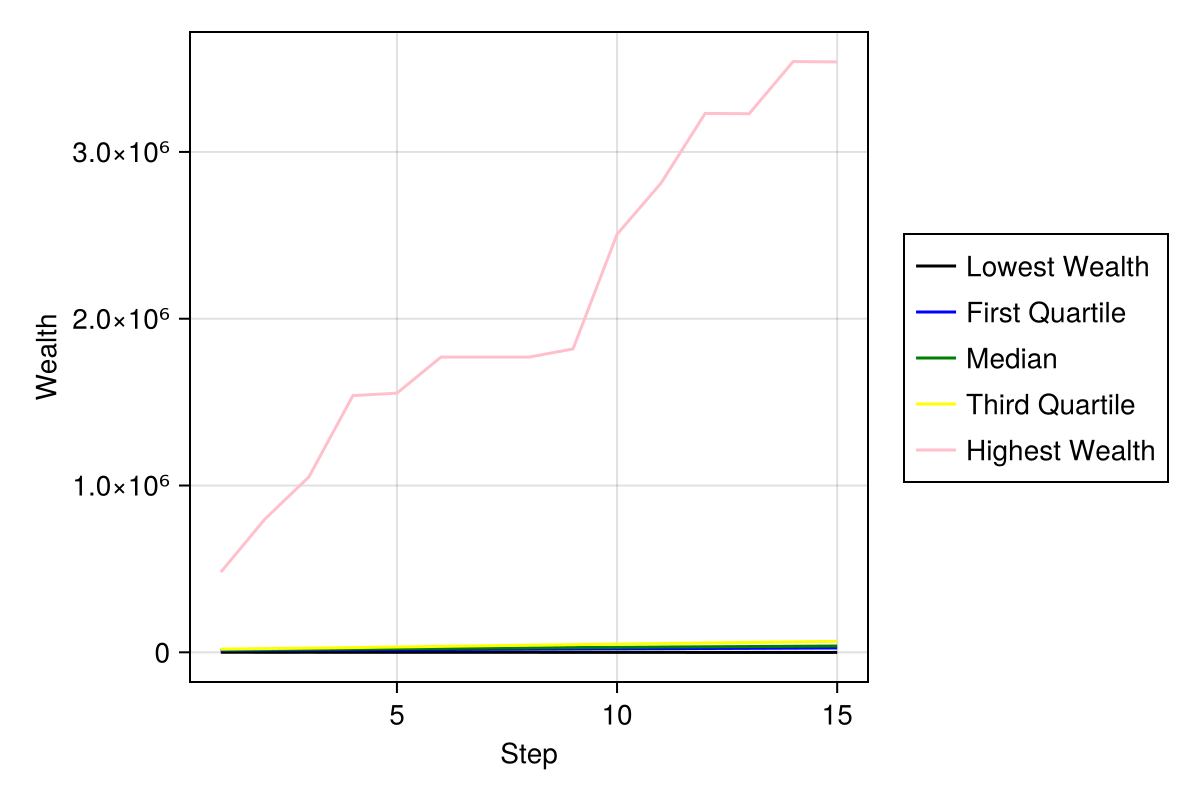 Wealth
3.0×10⁶
2.0×10⁶
1.0×10⁶
0
5
10
15
Step
Lowest Wealth
First Quartile
Median
Third Quartile
Highest Wealth